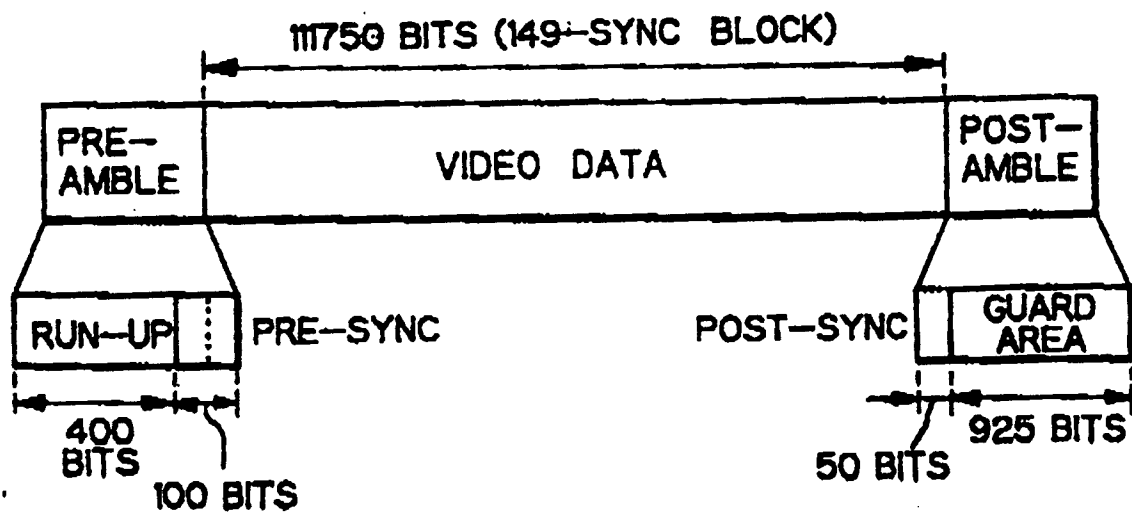 111750 BITS (149-SYNC BLOCK)
PRE-
AMBLE
VIDEO DATA
POST-
AMBLE
RUN-UP
PRE-SYNC
POST-SYNC
GUARD
AREA
400
BITS
100 BITS
50 BITS
925 BITS